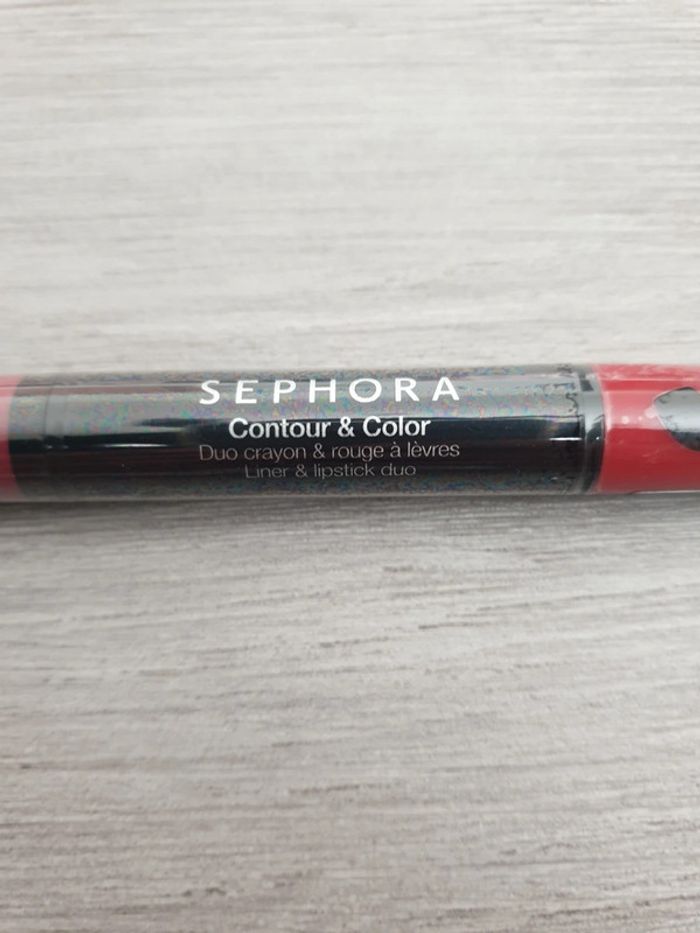 SEPHORA
Contour & Color
Duo crayon & rouge à lèvres
Liner & lipstick duo